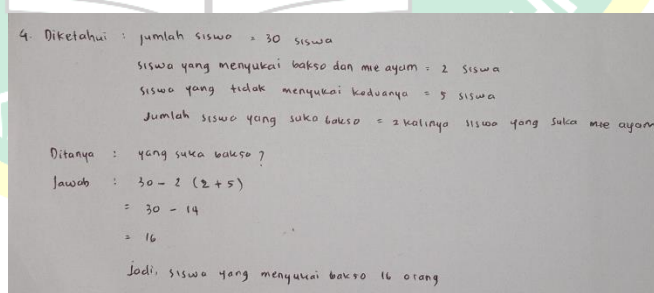 4. Diketahui : jumlah siswa = 30 siswa
siswa yang menyukai bakso dan mie ayam = 2 siswa
siswa yang tidak menyukai keduanya = 5 siswa
Jumlah siswa yang suka bakso = 2 kalinya siswa yang suka mie ayam
Ditanya : yang suka bakso ?
Jawab : 30 - 2 (2 + 5)
= 30 - 14
= 16
Jadi, siswa yang menyukai bakso 16 orang